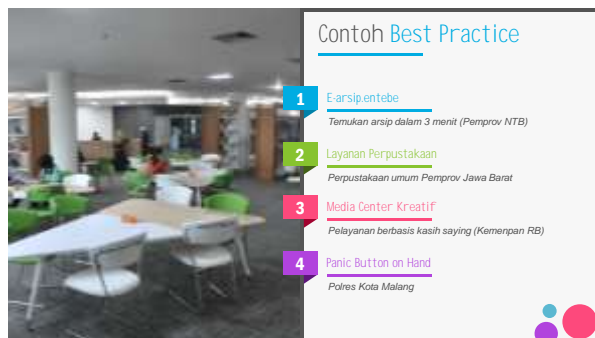 Contoh Best Practice
1
E-arsip.entebe
Temukan arsip dalam 3 menit (Pemprov NTB)
2
Layanan Perpustakaan
Perpustakaan umum Pemprov Jawa Barat
3
Media Center Kreatif
Pelayanan berbasis kasih saying (Kemenpan RB)
4
Panic Button on Hand
Polres Kota Malang